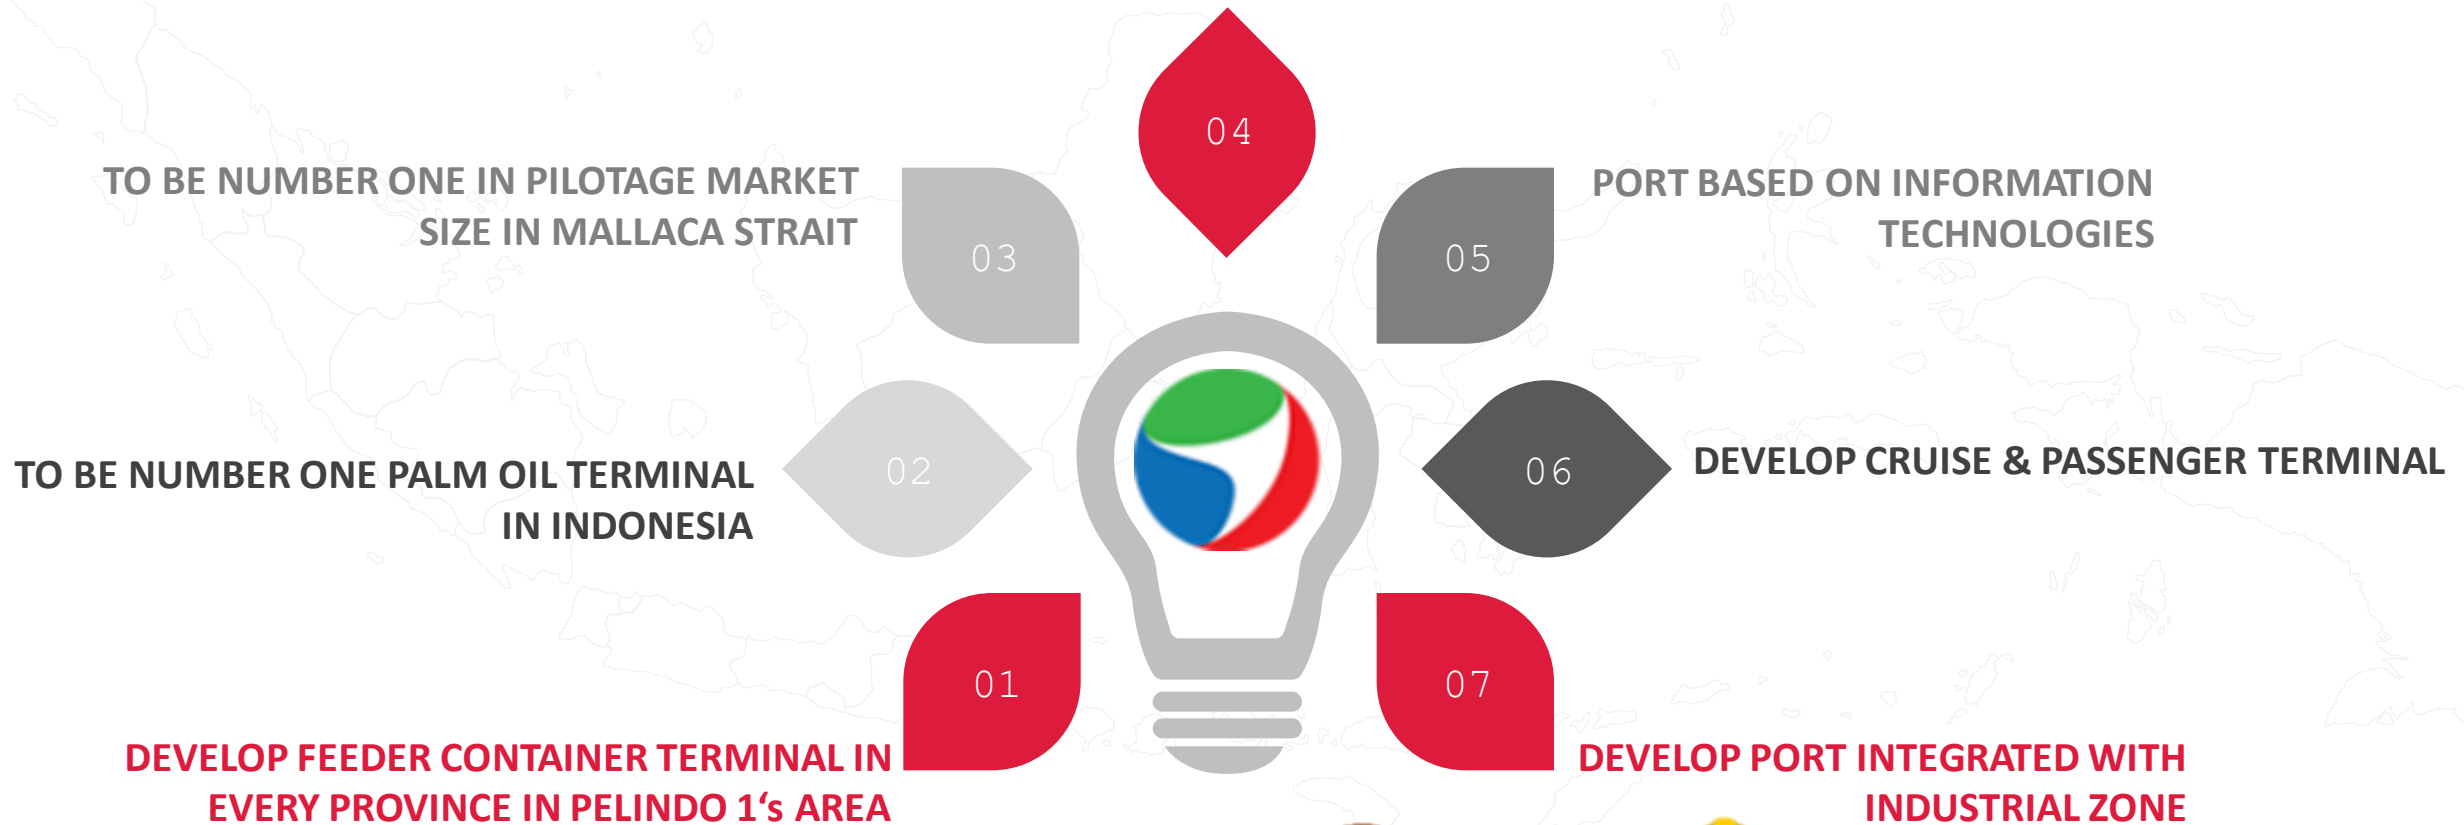 04
TO BE NUMBER ONE IN PILOTAGE MARKET
SIZE IN MALLACA STRAIT
03
05
PORT BASED ON INFORMATION
TECHNOLOGIES
TO BE NUMBER ONE PALM OIL TERMINAL
IN INDONESIA
02
06
DEVELOP CRUISE & PASSENGER TERMINAL
01
07
DEVELOP FEEDER CONTAINER TERMINAL IN
EVERY PROVINCE IN PELINDO 1‘s AREA
DEVELOP PORT INTEGRATED WITH
INDUSTRIAL ZONE